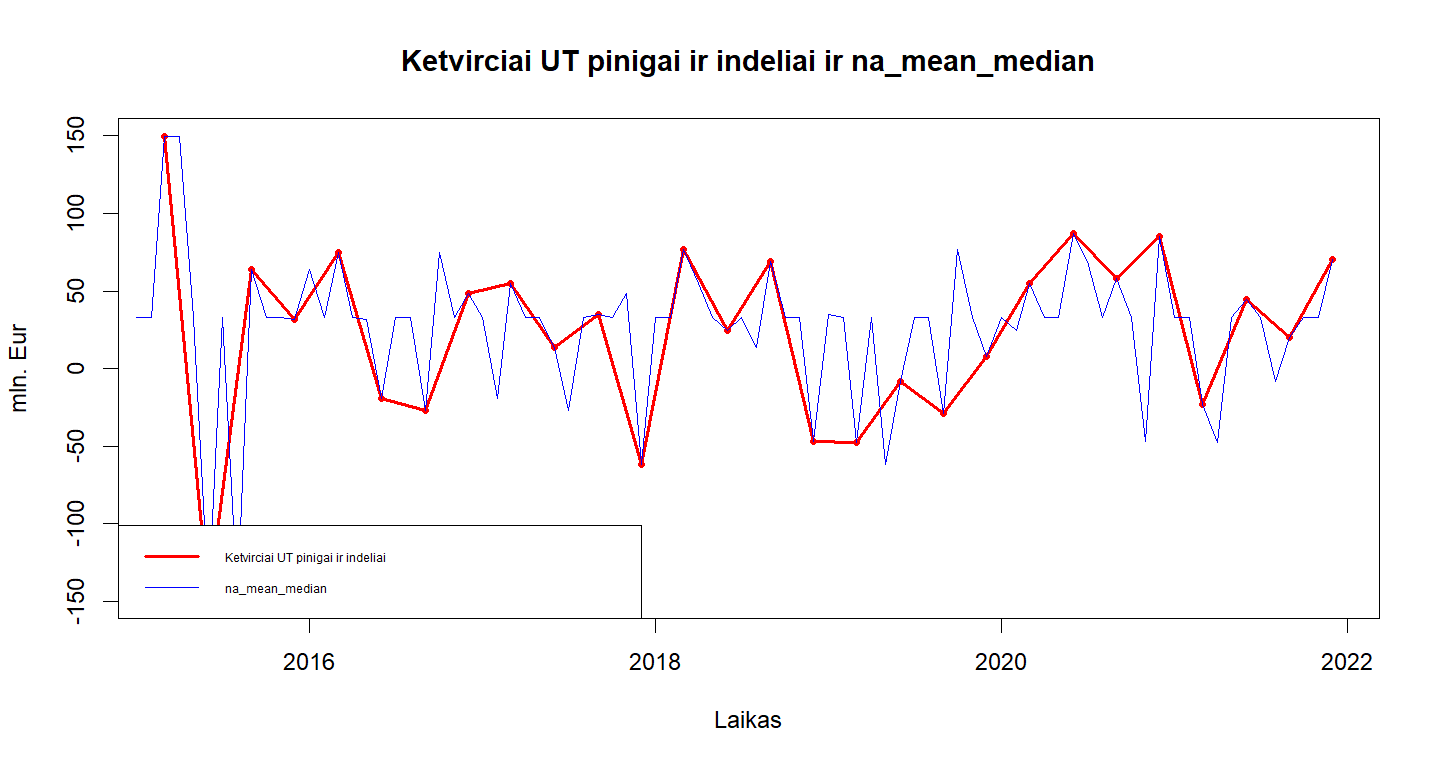 Ketvirciai UT pinigai ir indeliai ir na_mean_median
150
100
50
0
-50
-100
-150
mln. Eur
Ketvirciai UT pinigai ir indeliai
na_mean_median
2016
2018
2020
2022
Laikas